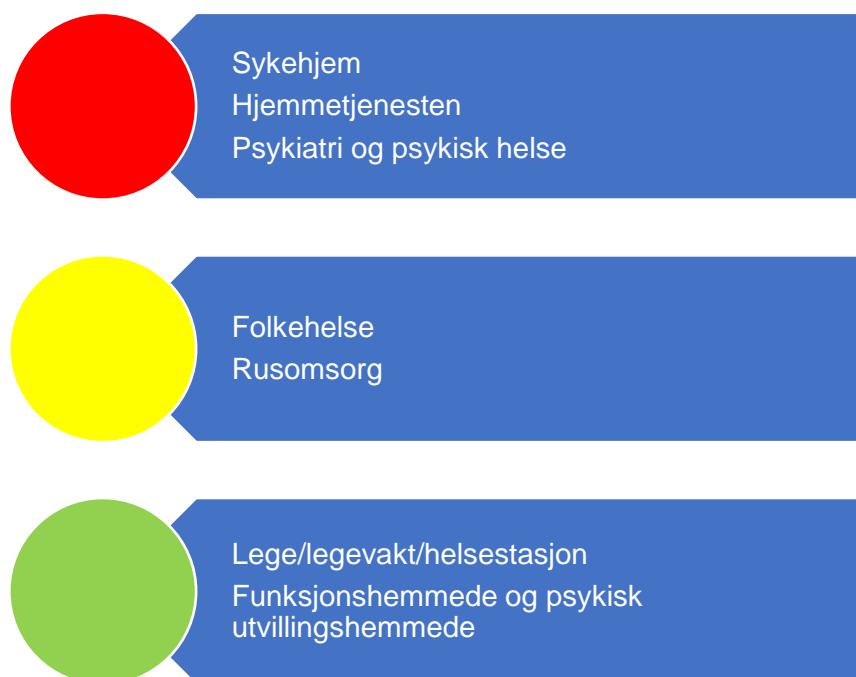 Sykehjem
Hjemmetjenesten
Psykiatri og psykisk helse
Folkehelse
Rusomsorg
Lege/legevakt/helsestasjon
Funksjonshemmede og psykisk
utvillingshemmede